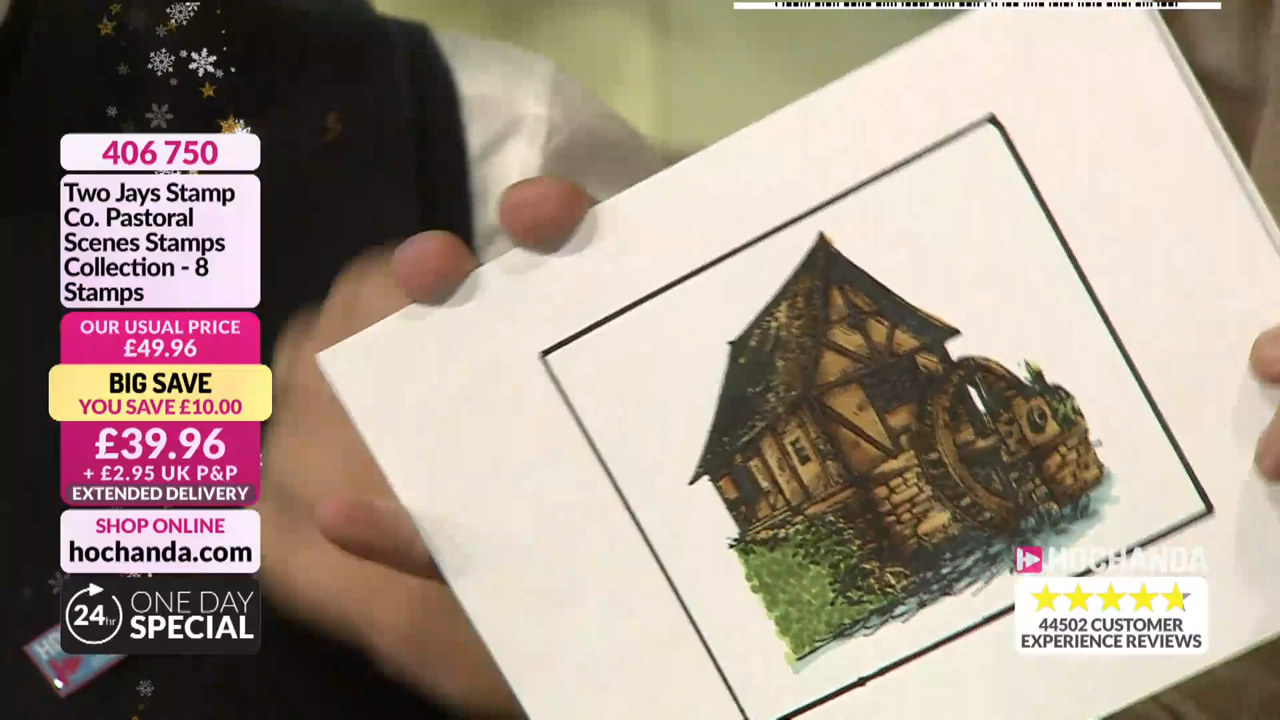 406 750
Two Jays Stamp
Co. Pastoral
Scenes Stamps
Collection - 8
Stamps
OUR USUAL PRICE
£49.96
BIG SAVE
YOU SAVE £10.00
£39.96
+ £2.95 UK P&P
EXTENDED DELIVERY
SHOP ONLINE
hochanda.com
24hr
ONE DAY
SPECIAL
HOCHANDA
44502 CUSTOMER
EXPERIENCE REVIEWS